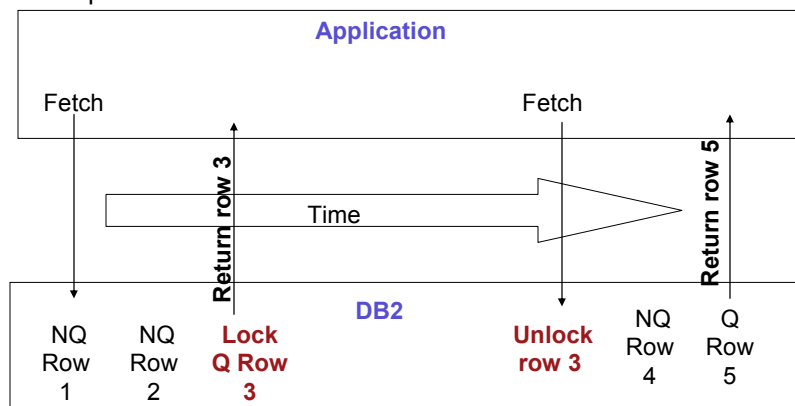 Application
Fetch
Fetch
Return row 3
Return row 5
Time
DB2
NQ
Row
1
NQ
Row
2
Lock
Q Row
3
Unlock
row 3
NQ
Row
4
Q
Row
5